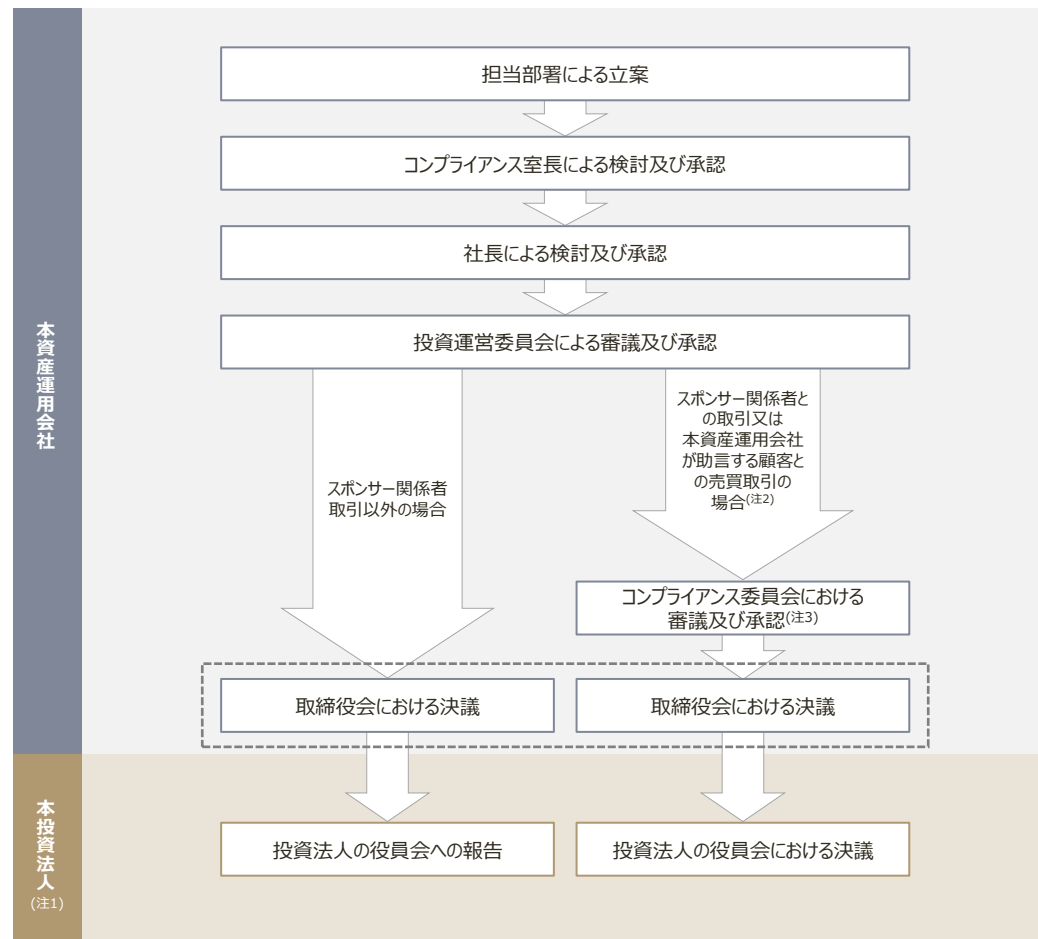 本資産運用会社
担当部署による立案
コンプライアンス室長による検討及び承認
社長による検討及び承認
投資運営委員会による審議及び承認
スポンサー関係者
取引以外の場合
スポンサー関係者と
の取引又は
本資産運用会社
が助言する顧客と
の売買取引の
場合(注2)
コンプライアンス委員会における
審議及び承認(注3)
取締役会における決議
取締役会における決議
本投資法人
(注1)
投資法人の役員会への報告
投資法人の役員会における決議